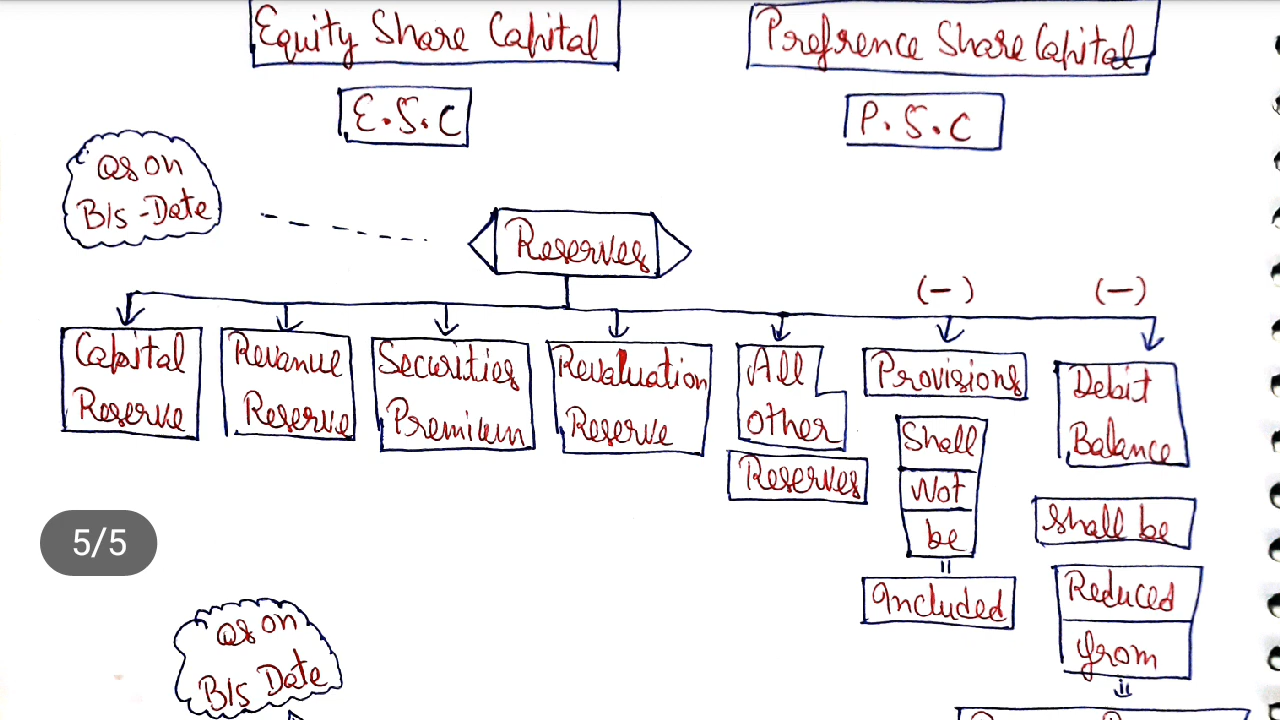 Equity Share Capital
Prefrence Share Capital
E.S.C
P.S.C
as on
B/s - Date
Reserves
(-)
(-)
Capital
Reserve
Revanue
Reserve
Securities
Premium
Revaluation
Reserve
All
other
Reserves
Provisions
Shall
Not
be
Included
Debit
Balance
Shall be
Reduced
from
5/5
as on
B/s Date